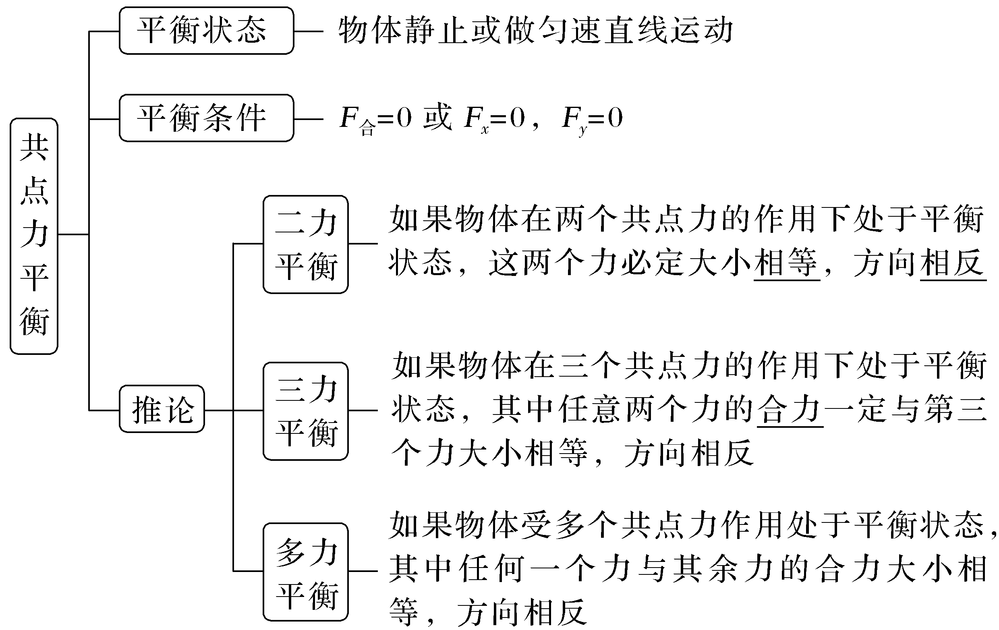 共点力平衡
平衡状态
物体静止或做匀速直线运动
平衡条件
F合=0 或 Fx=0，Fy=0
推论
二力
平衡
如果物体在两个共点力的作用下处于平衡
状态，这两个力必定大小相等，方向相反
三力
平衡
如果物体在三个共点力的作用下处于平衡
状态，其中任意两个力的合力一定与第三
个力大小相等，方向相反
多力
平衡
如果物体受多个共点力作用处于平衡状态，
其中任何一个力与其余力的合力大小相
等，方向相反